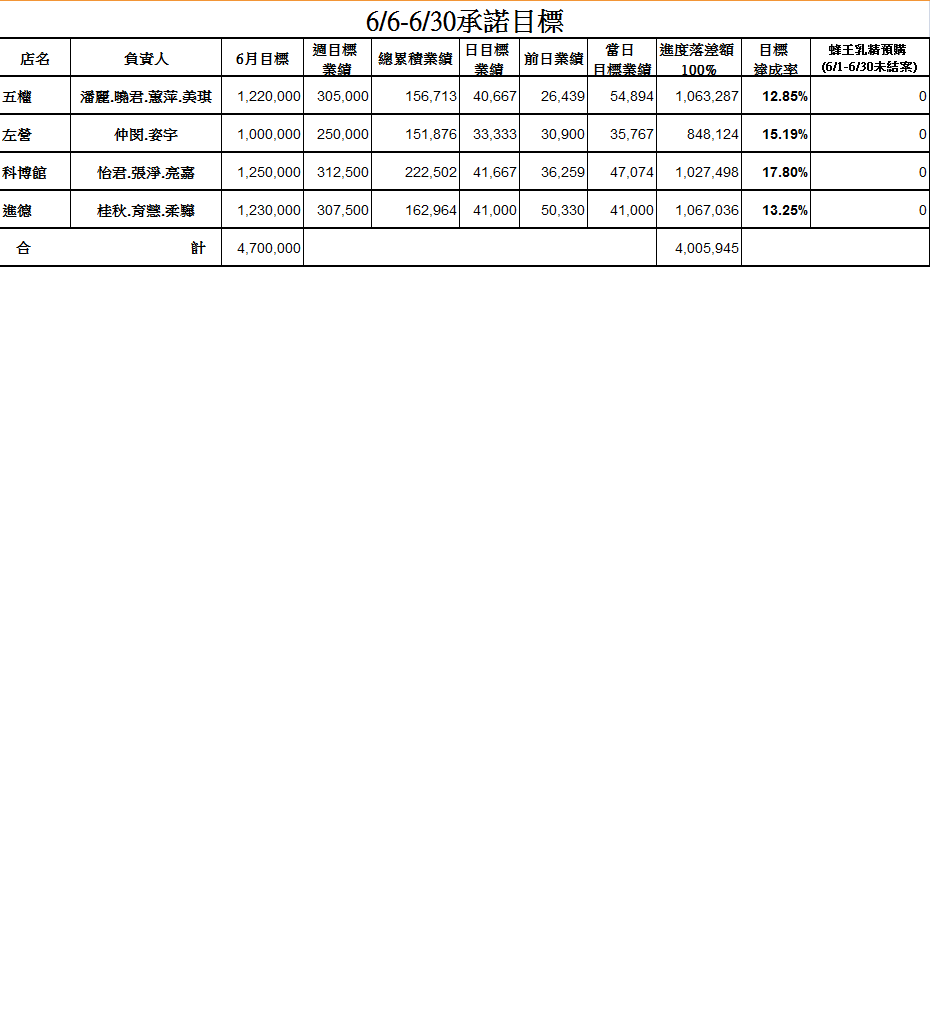 6/6-6/30承諾目標
店名 負責人 6月目標 週目標業績 總累積業績 日目標業績 前日業績 當日目標業績 進度落差額100% 目標達成率 蜂王乳精預購(6/1-6/30未結案)
五權 潘麗.曉君.蕙萍.美琪 1,220,000 305,000 156,713 40,667 26,439 54,894 1,063,287 12.85% 0
左營 仲閔.姿宇 1,000,000 250,000 151,876 33,333 30,900 35,767 848,124 15.19% 0
科博館 怡君.張淨.亮嘉 1,250,000 312,500 222,502 41,667 36,259 47,074 1,027,498 17.80% 0
進德 桂秋.育慧.柔驊 1,230,000 307,500 162,964 41,000 50,330 41,000 1,067,036 13.25% 0
合 計 4,700,000 4,005,945